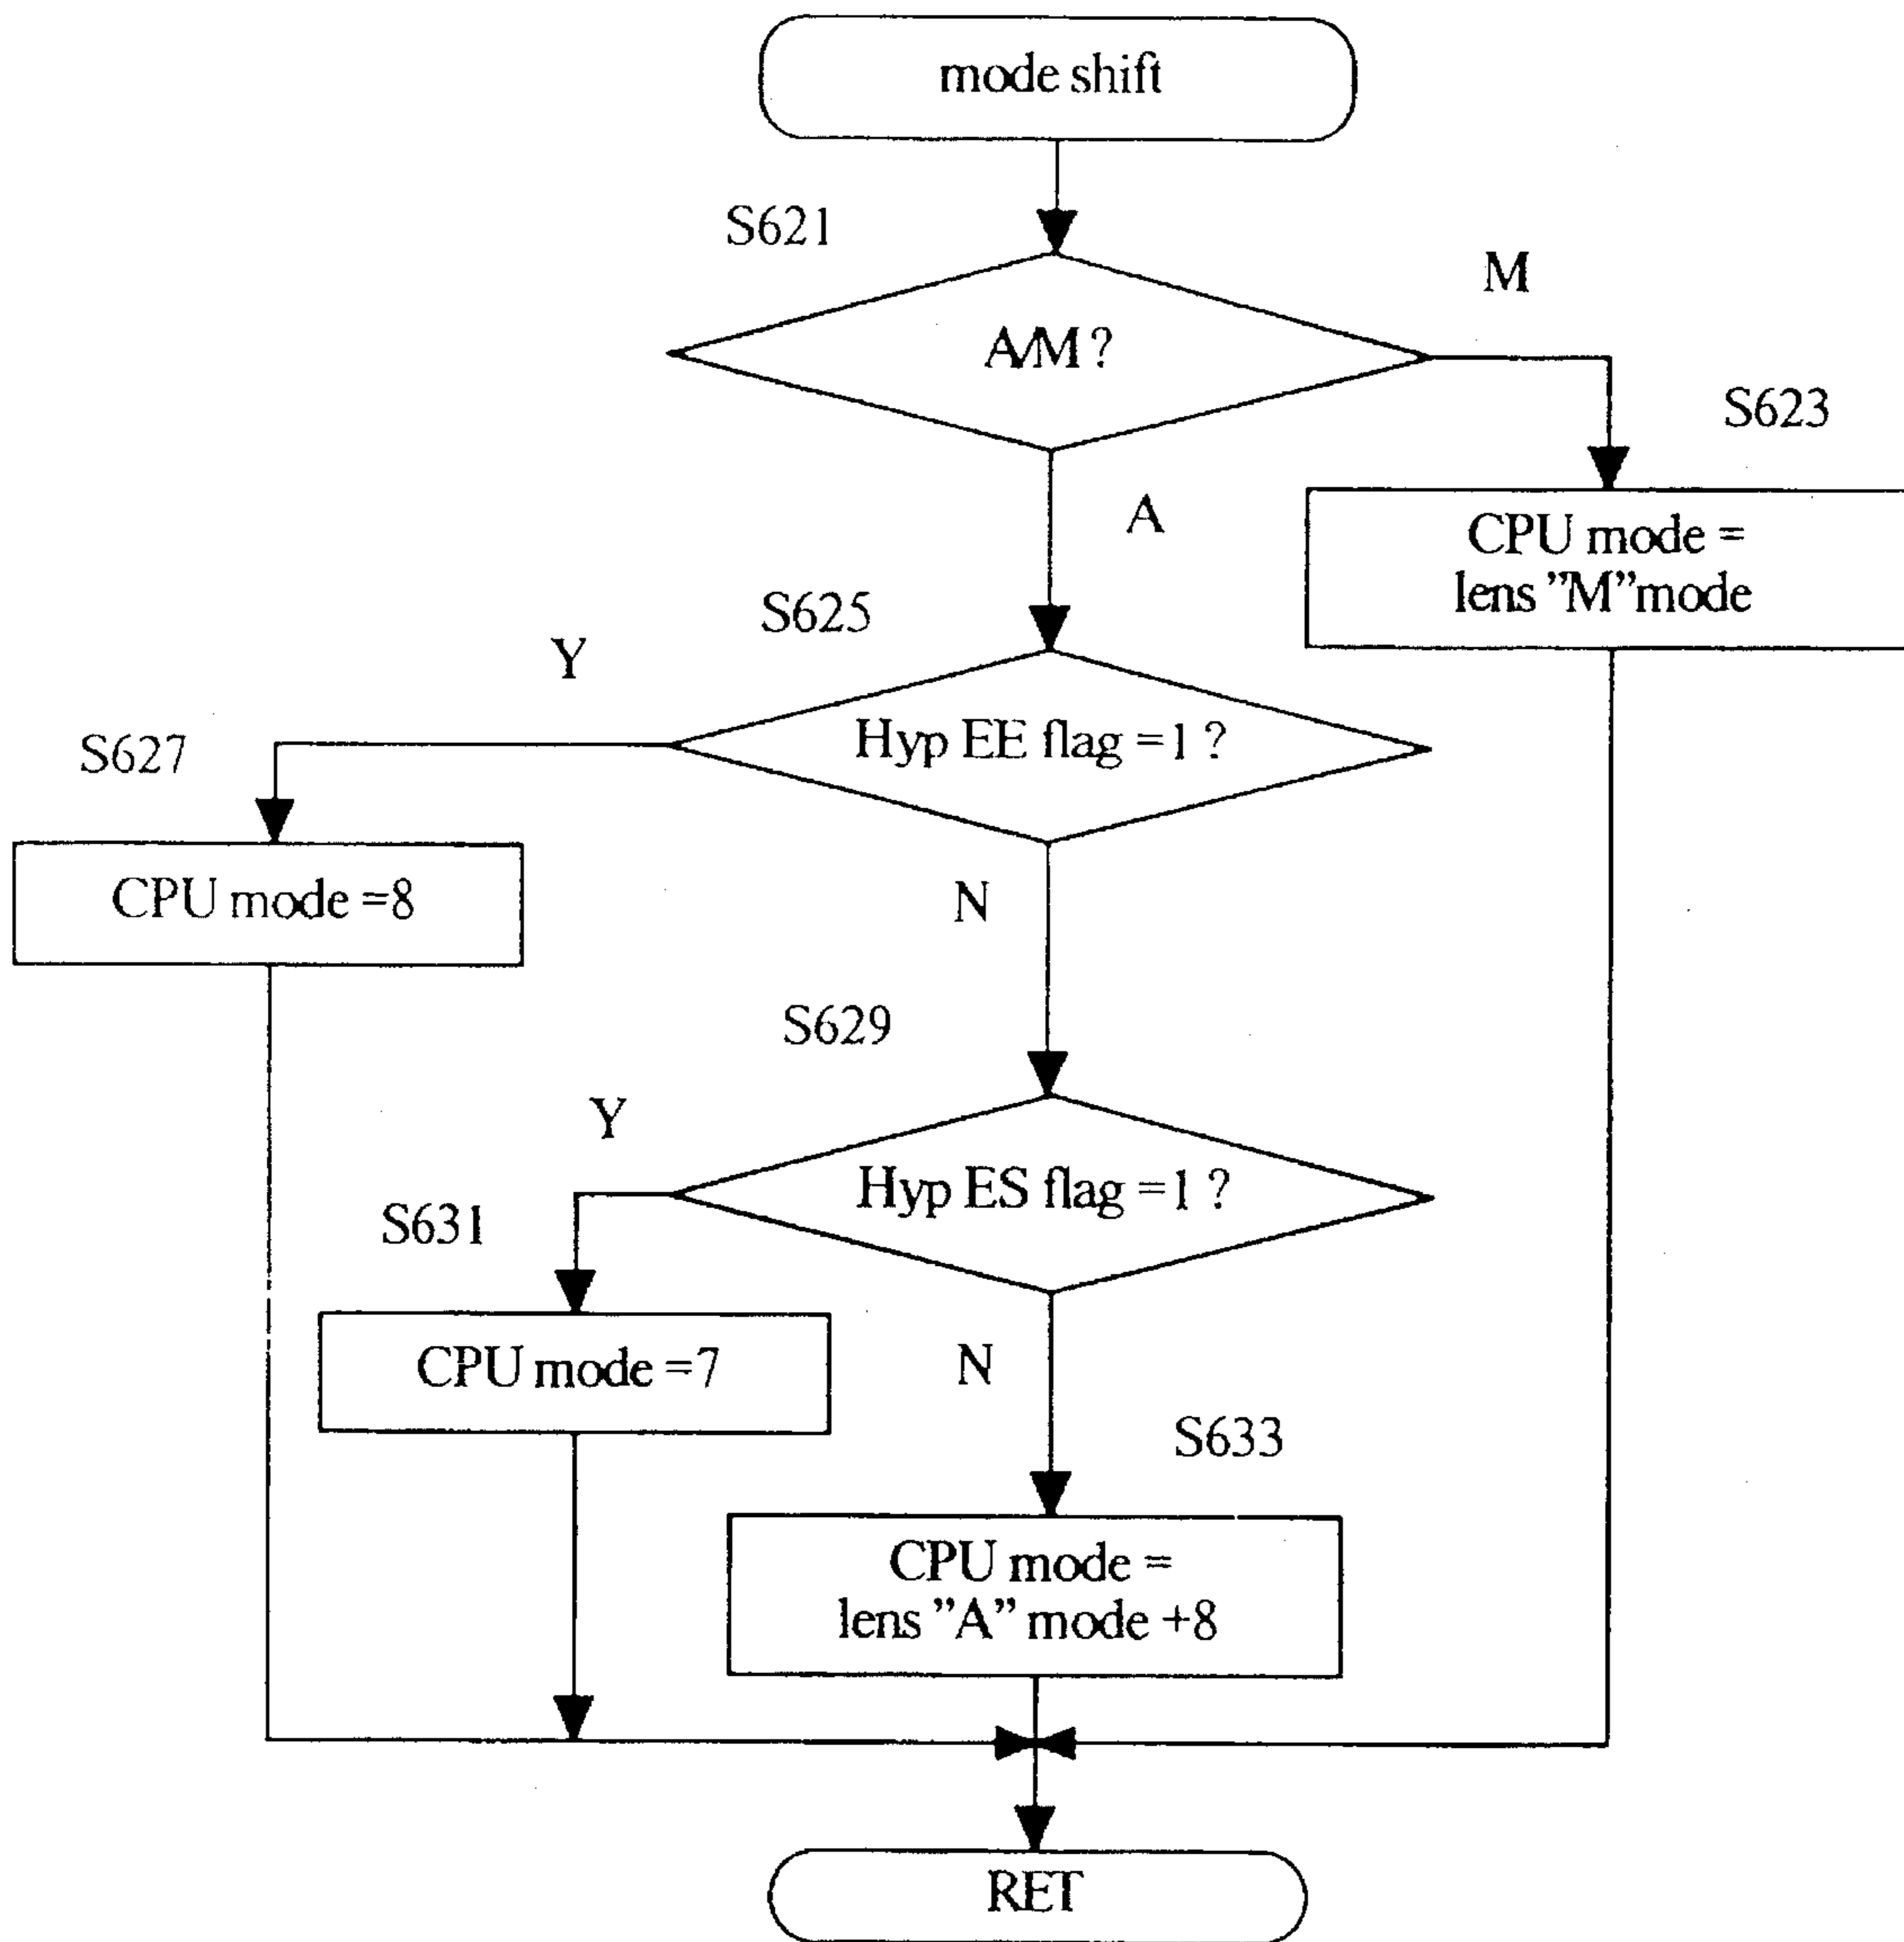 mode shift
S621
A/M ?
M
S623
CPU mode =
lens ”M”mode
A
S625
Y
Hyp EE flag =1 ?
S627
CPU mode =8
N
S629
Y
Hyp ES flag =1 ?
S631
CPU mode =7
N
S633
CPU mode =
lens ”A” mode +8
RET